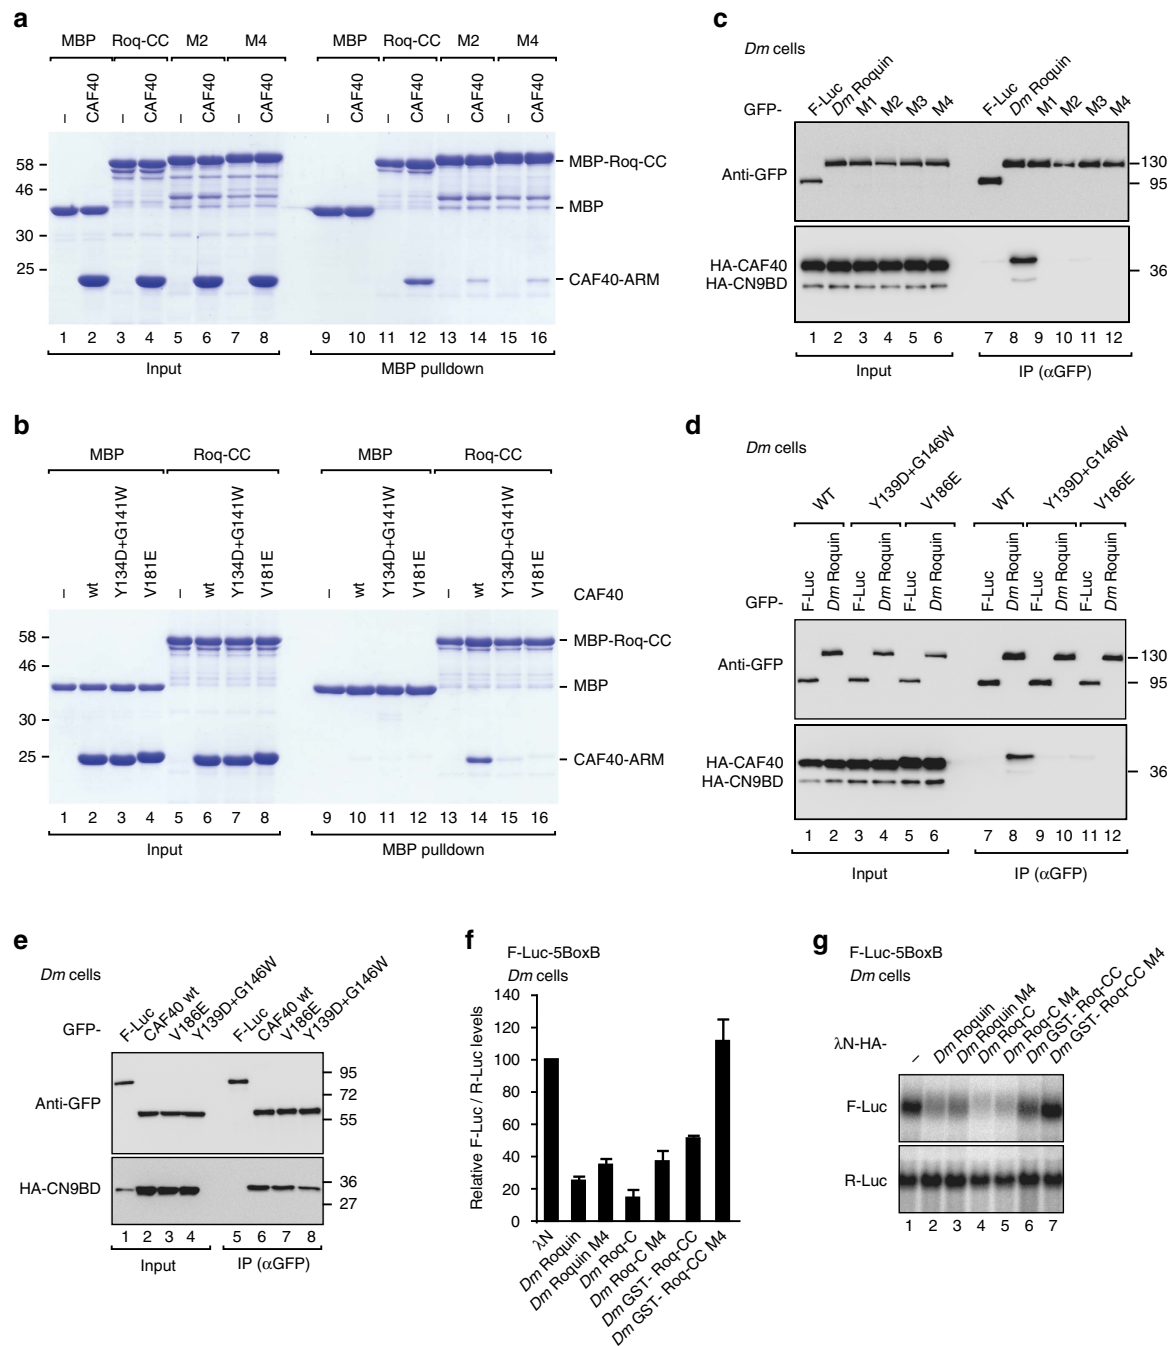 a
MBP Roq-CC M2 M4 MBP Roq-CC M2 M4
– CAF40 – CAF40 – CAF40 – CAF40 – CAF40 – CAF40 – CAF40 – CAF40
58
46
30
25
MBP-Roq-CC
MBP
CAF40-ARM
1 2 3 4 5 6 7 8 9 10 11 12 13 14 15 16
Input MBP pulldown
b
MBP Roq-CC MBP Roq-CC
– wt Y134D+G141W V181E – wt Y134D+G141W V181E – wt Y134D+G141W V181E – wt Y134D+G141W V181E CAF40
58
46
30
25
MBP-Roq-CC
MBP
CAF40-ARM
1 2 3 4 5 6 7 8 9 10 11 12 13 14 15 16
Input MBP pulldown
c
Dm cells
GFP- F-Luc Dm Roquin M1 M2 M3 M4 F-Luc Dm Roquin M1 M2 M3 M4
Anti-GFP
130
95
HA-CAF40
HA-CN9BD
36
1 2 3 4 5 6 7 8 9 10 11 12
Input IP (αGFP)
d
Dm cells
WT Y139D+G146W V186E WT Y139D+G146W V186E
GFP- F-Luc Dm Roquin F-Luc Dm Roquin F-Luc Dm Roquin F-Luc Dm Roquin F-Luc Dm Roquin F-Luc Dm Roquin
Anti-GFP
130
95
HA-CAF40
HA-CN9BD
36
1 2 3 4 5 6 7 8 9 10 11 12
Input IP (αGFP)
e
Dm cells
GFP- F-Luc CAF40 wt V186E Y139D+G146W F-Luc CAF40 wt V186E Y139D+G146W
Anti-GFP
95
72
55
HA-CN9BD
36
27
1 2 3 4 5 6 7 8
Input IP (αGFP)
f
F-Luc-5BoxB
Dm cells
Relative F-Luc / R-Luc levels
140
120
100
80
60
40
20
0
λN
Dm Roquin
Dm Roquin M4
Dm Roq-C
Dm Roq-C M4
Dm GST- Roq-CC
Dm GST- Roq-CC M4
g
F-Luc-5BoxB
Dm cells
λN-HA- – Dm Roquin Dm Roquin M4 Dm Roq-C Dm Roq-C M4 Dm GST- Roq-CC Dm GST- Roq-CC M4
F-Luc
R-Luc
1 2 3 4 5 6 7